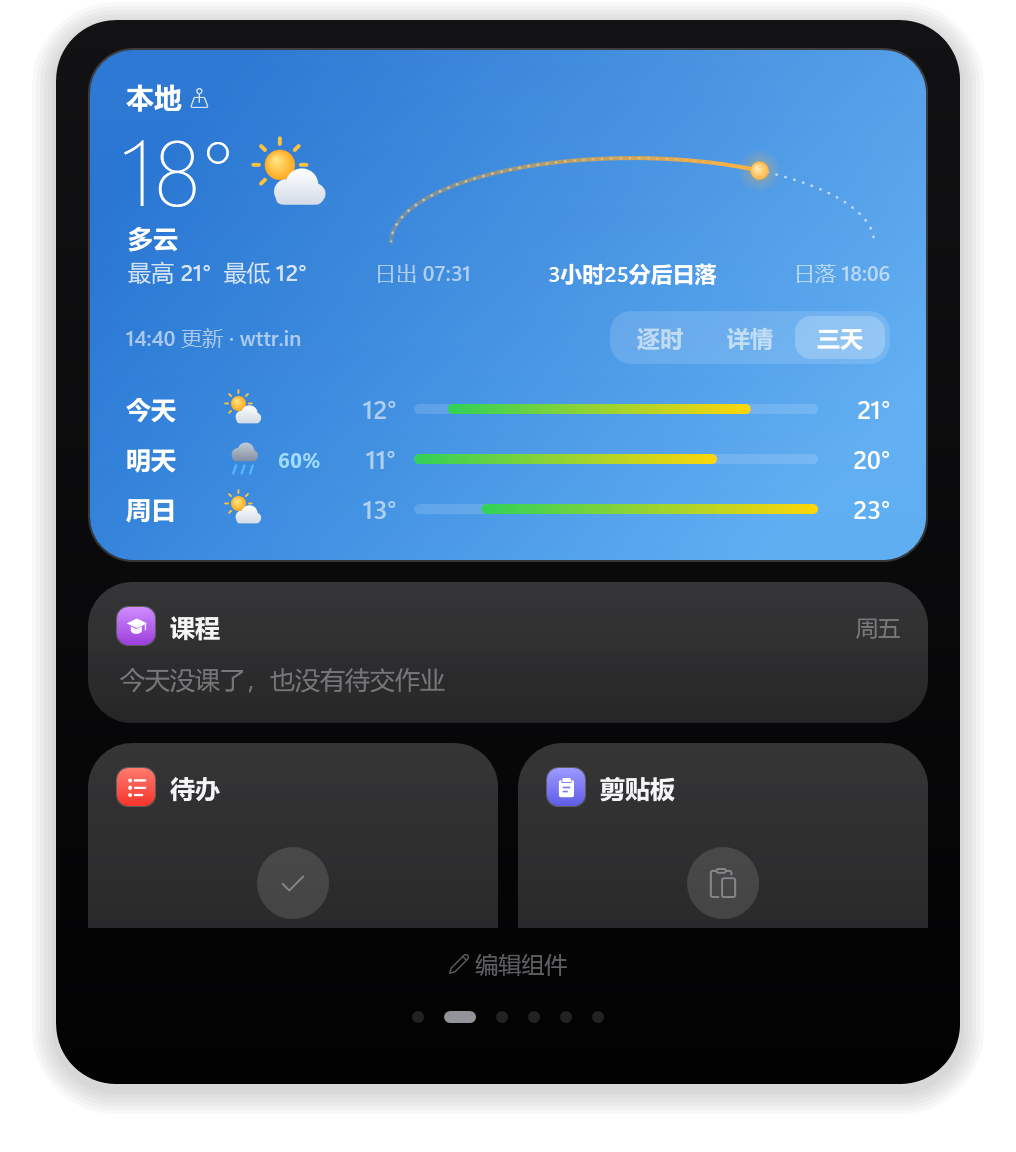 本地
18°
多云
最高 21° 最低 12°
日出 07:31
3小时25分后日落
日落 18:06
14:40 更新 · wttr.in
逐时 详情 三天
今天 12° 21°
明天 60% 11° 20°
周日 13° 23°
课程 周五
今天没课了，也没有待交作业
待办 剪贴板
编辑组件